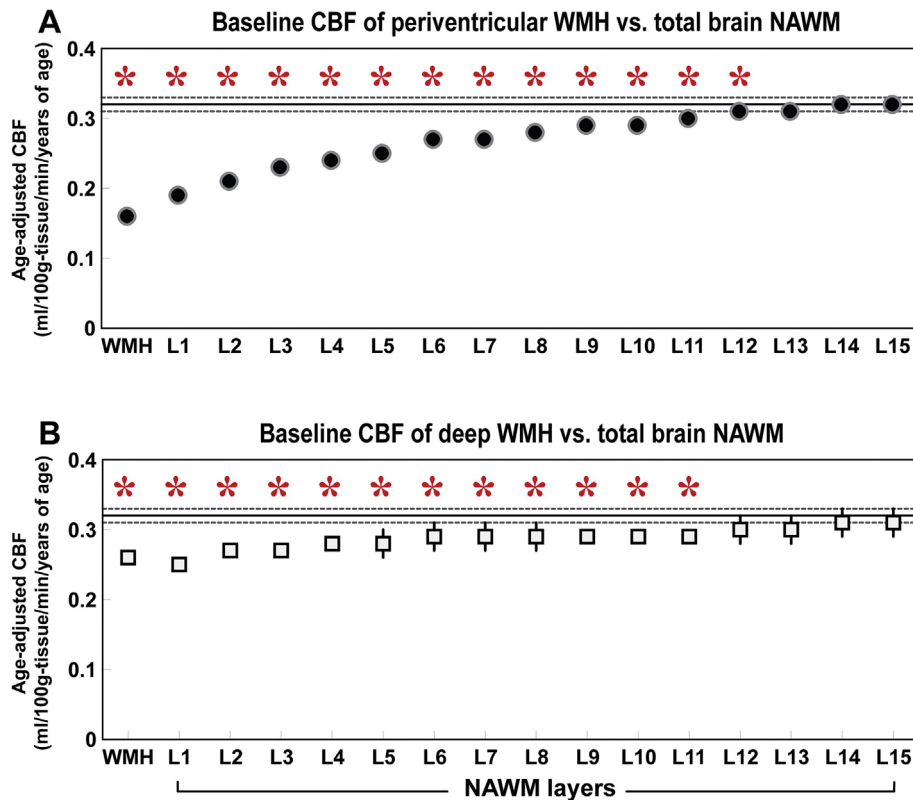 A
Baseline CBF of periventricular WMH vs. total brain NAWM
Age-adjusted CBF
(ml/100g-tissue/min/years of age)
0.4
0.3
0.2
0.1
0
* * * * * * * * * * * * *
WMH L1 L2 L3 L4 L5 L6 L7 L8 L9 L10 L11 L12 L13 L14 L15
B
Baseline CBF of deep WMH vs. total brain NAWM
Age-adjusted CBF
(ml/100g-tissue/min/years of age)
0.4
0.3
0.2
0.1
0
* * * * * * * * * * * *
WMH L1 L2 L3 L4 L5 L6 L7 L8 L9 L10 L11 L12 L13 L14 L15
NAWM layers